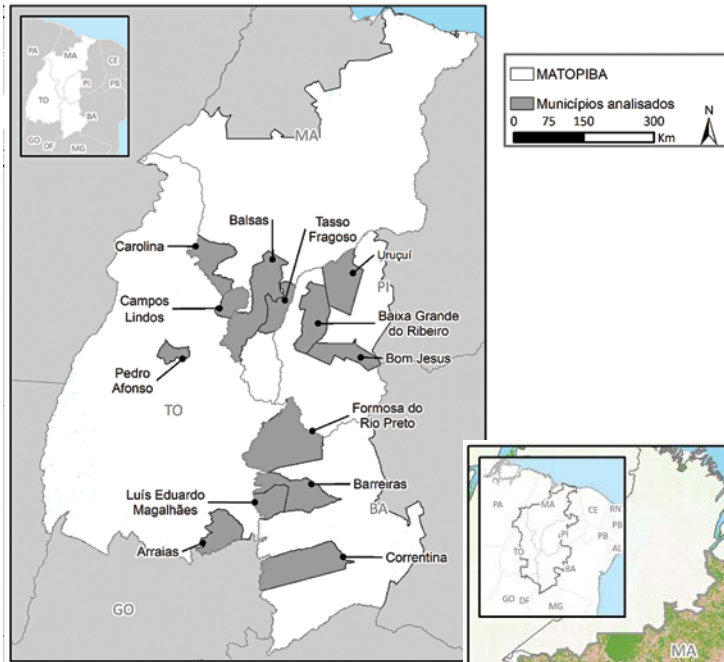 PA
MA
CE
PI
PB
TO
BA
GO
DF
MG
MATOPIBA
Municípios analisados
0 75 150 300
Km
N
MA
Balsas
Tasso
Fragoso
Carolina
Uruçuí
PI
Campos
Lindos
Baixa Grande
do Ribeiro
Bom Jesus
Pedro
Afonso
TO
Formosa do
Rio Preto
Barreiras
Luís Eduardo
Magalhães
BA
Arraias
Correntina
GO
PA
MA
CE
RN
PB
PI
PB
TO
AL
BA
GO
DF
MG
MA